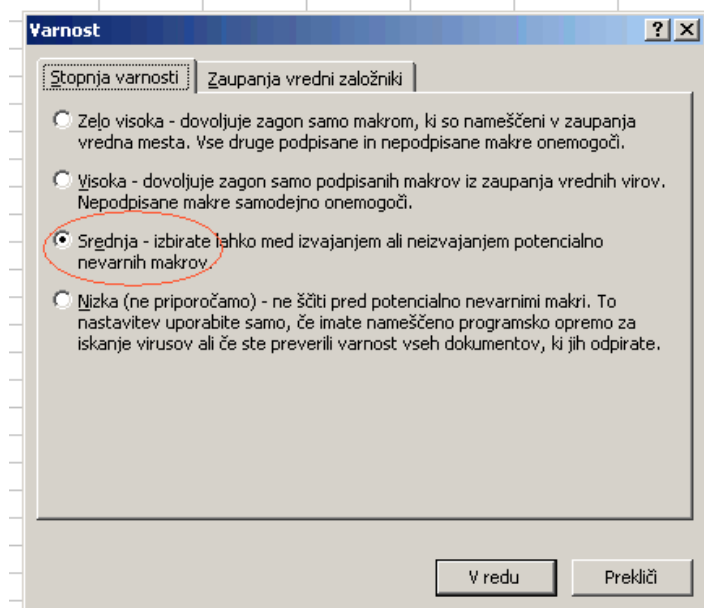 Varnost
Stopnja varnosti
Zaupanja vredni založniki
Zelo visoka - dovoljuje zagon samo makrom, ki so nameščeni v zaupanja
vredna mesta. Vse druge podpisane in nepodpisane makre onemogoči.
Visoka - dovoljuje zagon samo podpisanih makrov iz zaupanja vrednih virov.
Nepodpisane makre samodejno onemogoči.
Srednja - izbirate lahko med izvajanjem ali neizvajanjem potencialno
nevarnih makrov.
Nizka (ne priporočamo) - ne ščiti pred potencialno nevarnimi makri. To
nastavitev uporabite samo, če imate nameščeno programsko opremo za
iskanje virusov ali če ste preverili varnost vseh dokumentov, ki jih odpirate.
V redu
Prekliči